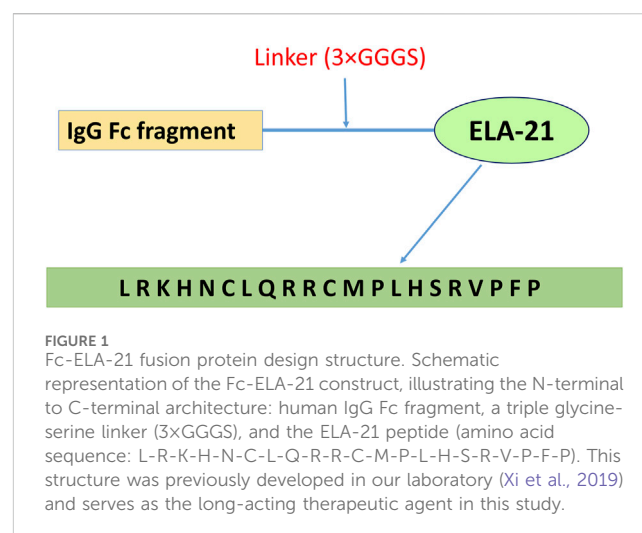 Linker (3×GGGS)
IgG Fc fragment
ELA-21
L R K H N C L Q R R C M P L H S R V P F P
FIGURE 1
Fc-ELA-21 fusion protein design structure. Schematic
representation of the Fc-ELA-21 construct, illustrating the N-terminal
to C-terminal architecture: human IgG Fc fragment, a triple glycine-
serine linker (3×GGGS), and the ELA-21 peptide (amino acid
sequence: L-R-K-H-N-C-L-Q-R-R-C-M-P-L-H-S-R-V-P-F-P). This
structure was previously developed in our laboratory (Xi et al., 2019)
and serves as the long-acting therapeutic agent in this study.